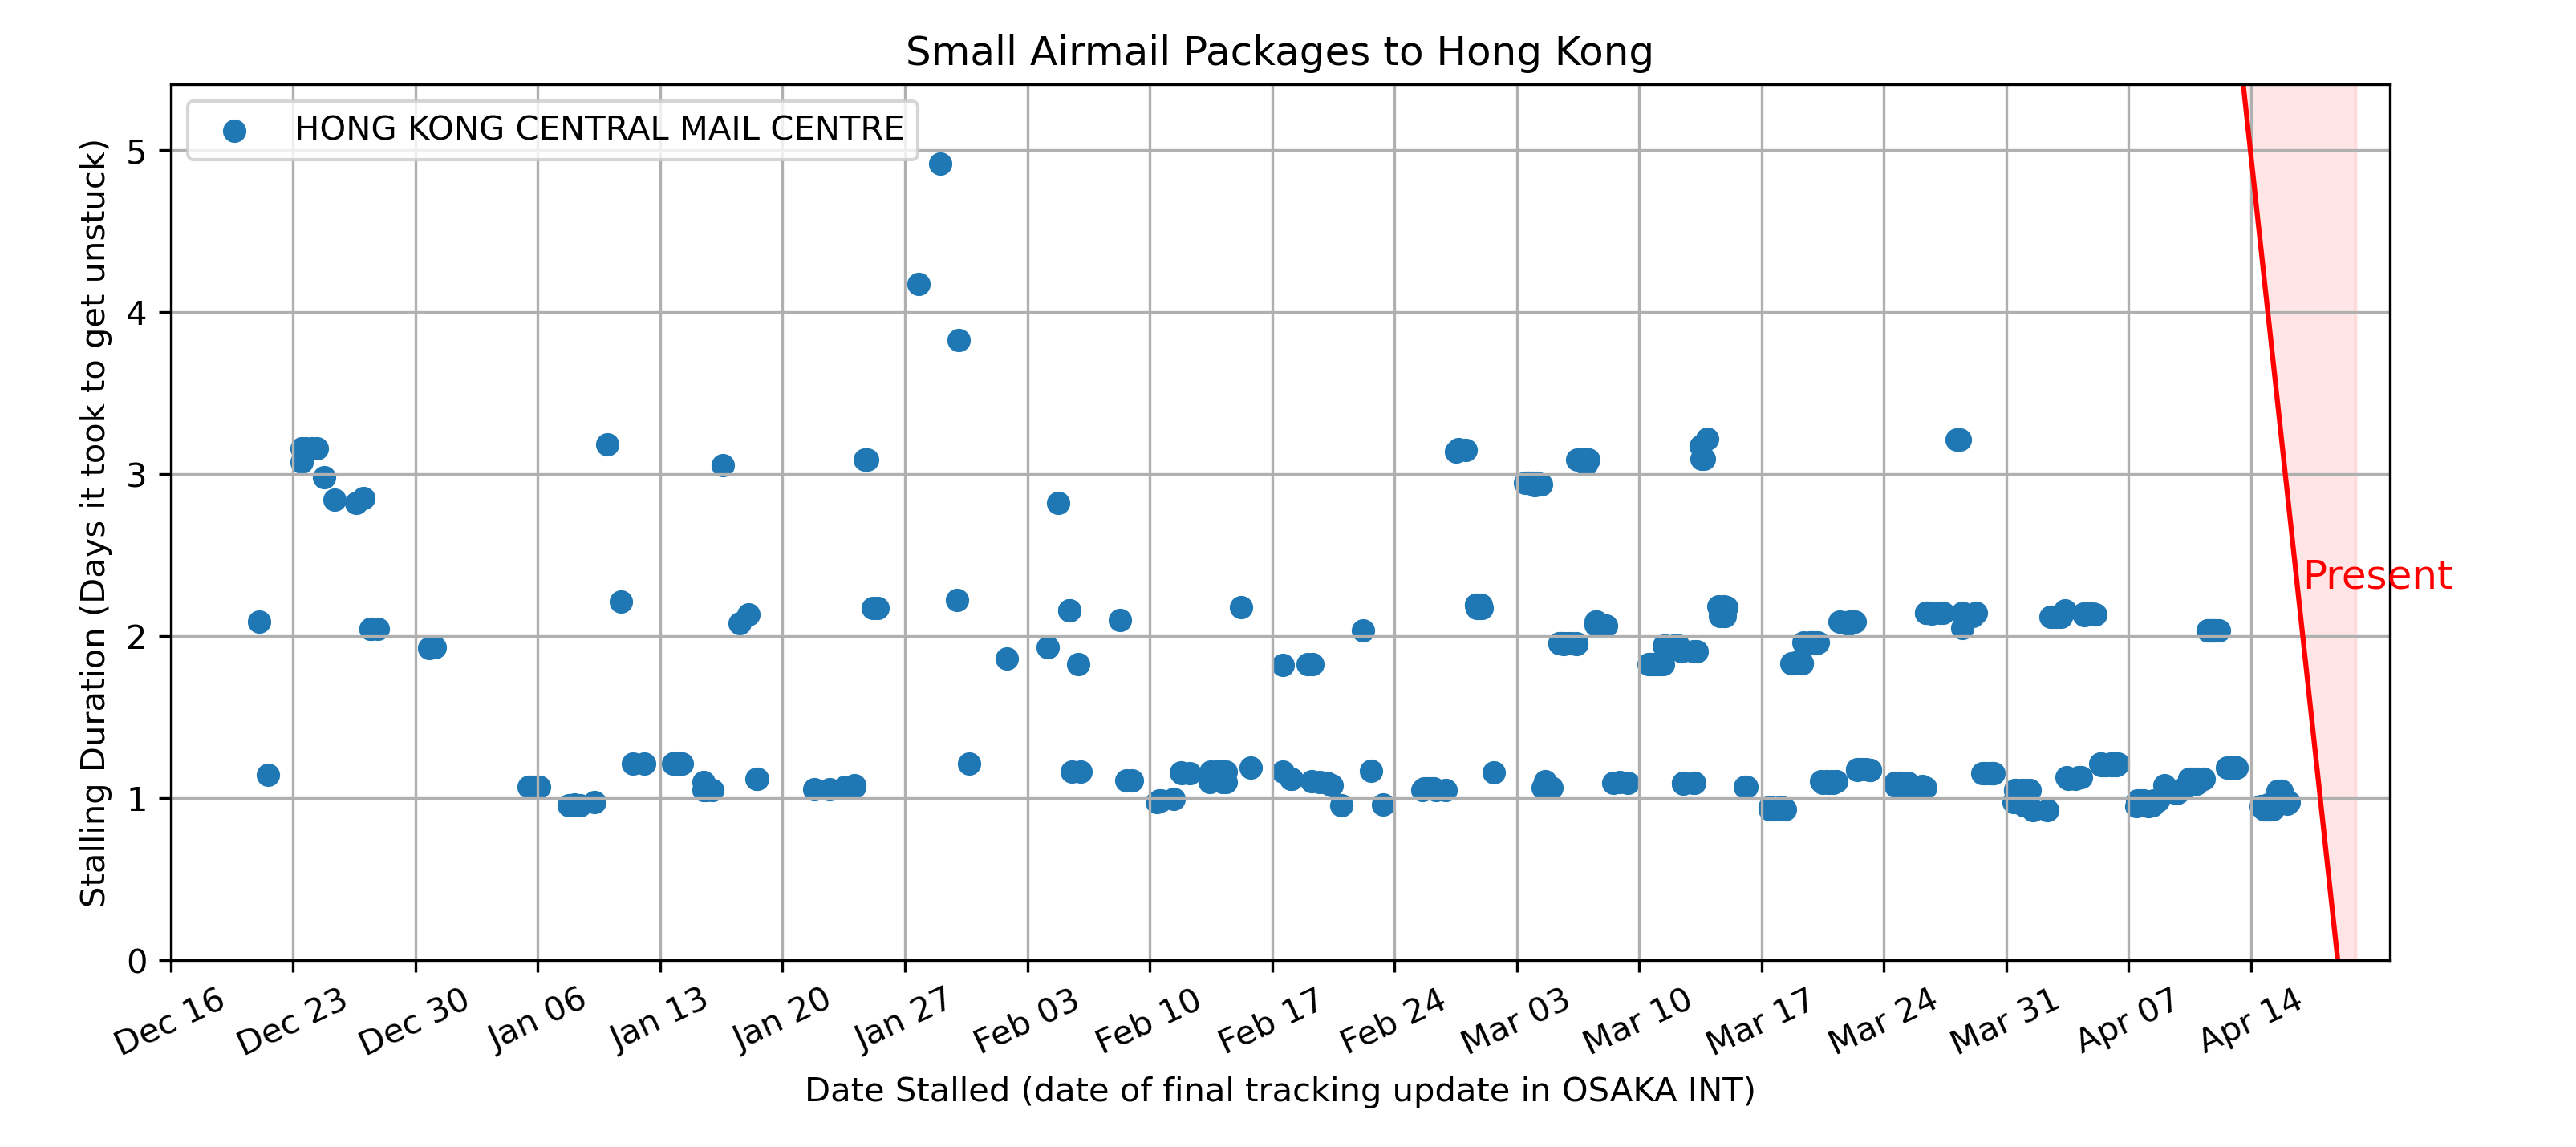 Small Airmail Packages to Hong Kong
HONG KONG CENTRAL MAIL CENTRE
Stalling Duration (Days it took to get unstuck)
5
4
3
2
1
0
Present
Dec 16
Dec 23
Dec 30
Jan 06
Jan 13
Jan 20
Jan 27
Feb 03
Feb 10
Feb 17
Feb 24
Mar 03
Mar 10
Mar 17
Mar 24
Mar 31
Apr 07
Apr 14
Date Stalled (date of final tracking update in OSAKA INT)